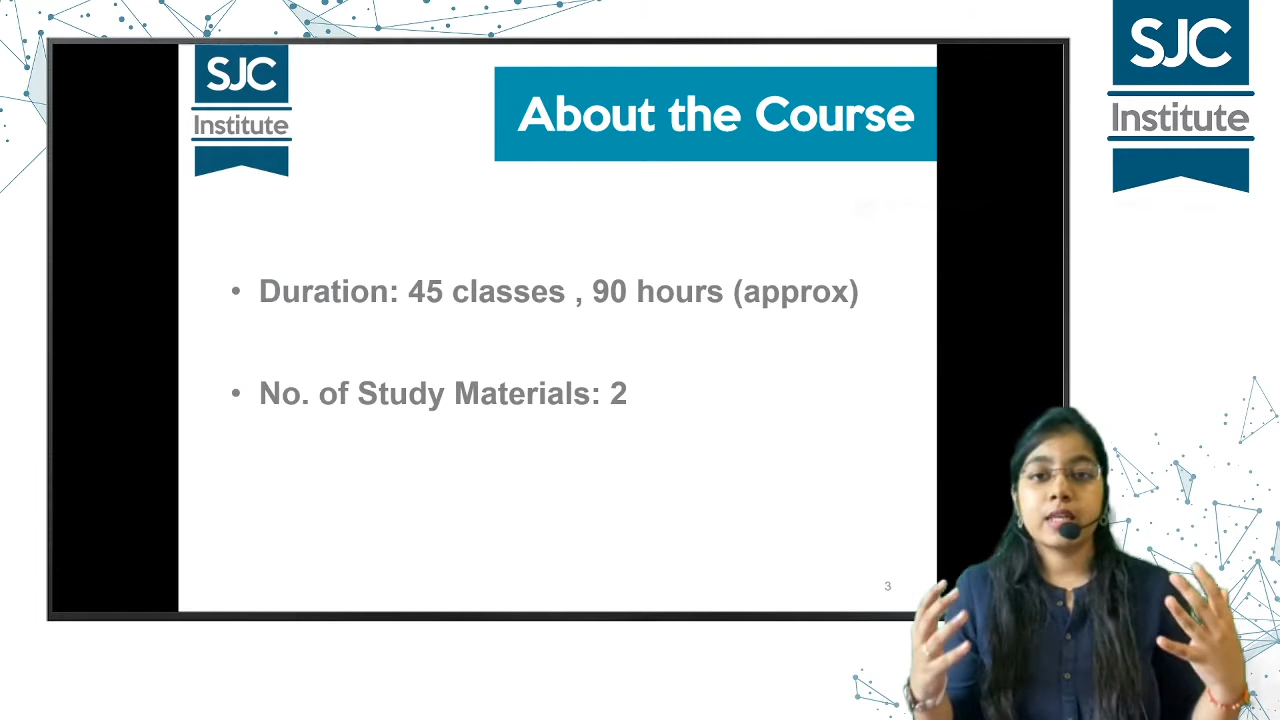 SJC
Institute
About the Course
• Duration: 45 classes , 90 hours (approx)
• No. of Study Materials: 2
3
SJC
Institute